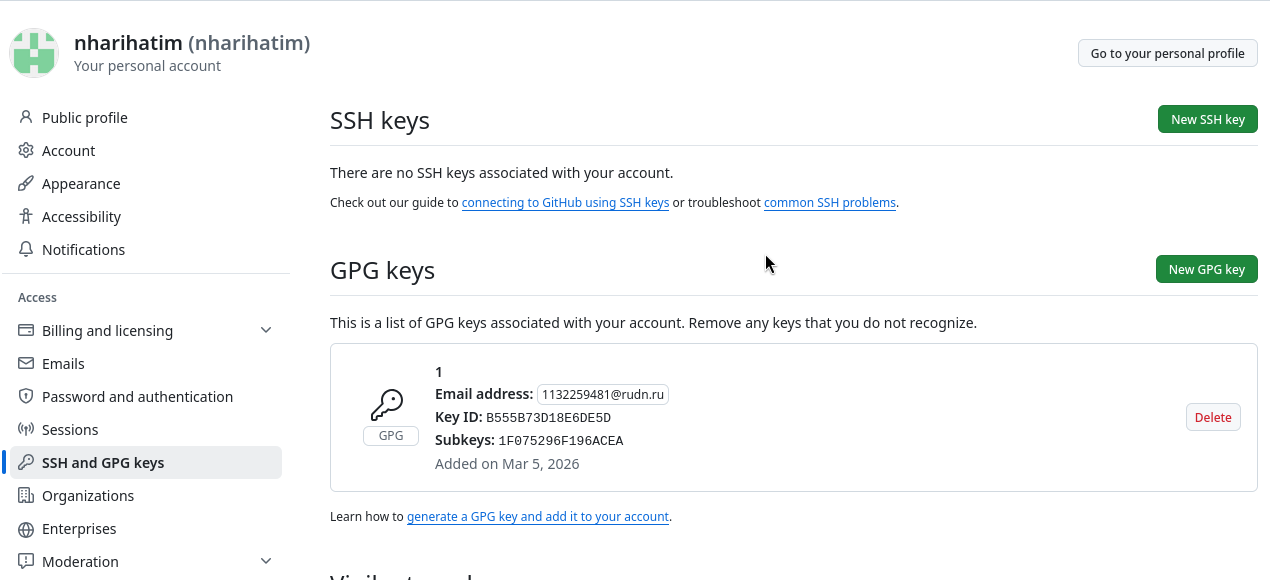 nharihatim (nharihatim)
Your personal account
Go to your personal profile
Public profile
Account
Appearance
Accessibility
Notifications
Access
Billing and licensing
Emails
Password and authentication
Sessions
SSH and GPG keys
Organizations
Enterprises
Moderation
SSH keys
New SSH key
There are no SSH keys associated with your account.
Check out our guide to connecting to GitHub using SSH keys or troubleshoot common SSH problems.
GPG keys
New GPG key
This is a list of GPG keys associated with your account. Remove any keys that you do not recognize.
GPG
1
Email address: 1132259481@rudn.ru
Key ID: B555B73D18E6DE5D
Subkeys: 1F075296F196ACEA
Added on Mar 5, 2026
Delete
Learn how to generate a GPG key and add it to your account.